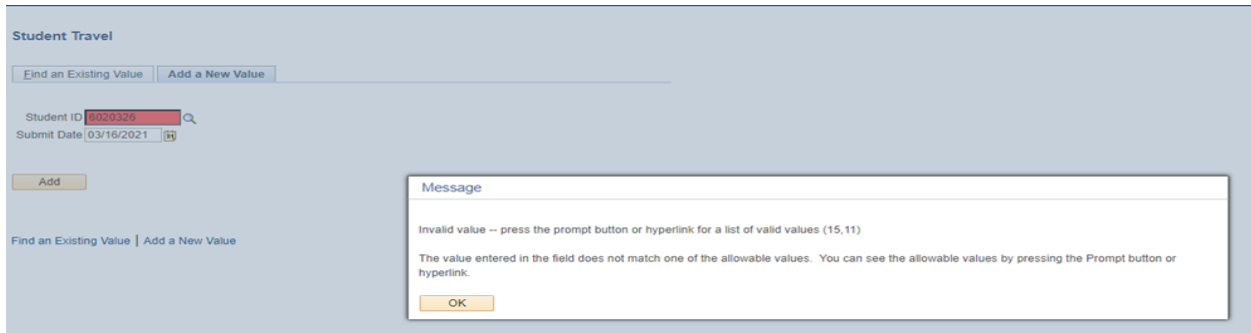 Student Travel
Find an Existing Value Add a New Value
Student ID 6020326
Submit Date 03/16/2021
Add
Find an Existing Value | Add a New Value
Message
Invalid value -- press the prompt button or hyperlink for a list of valid values (15,11)
The value entered in the field does not match one of the allowable values. You can see the allowable values by pressing the Prompt button or
hyperlink.
OK